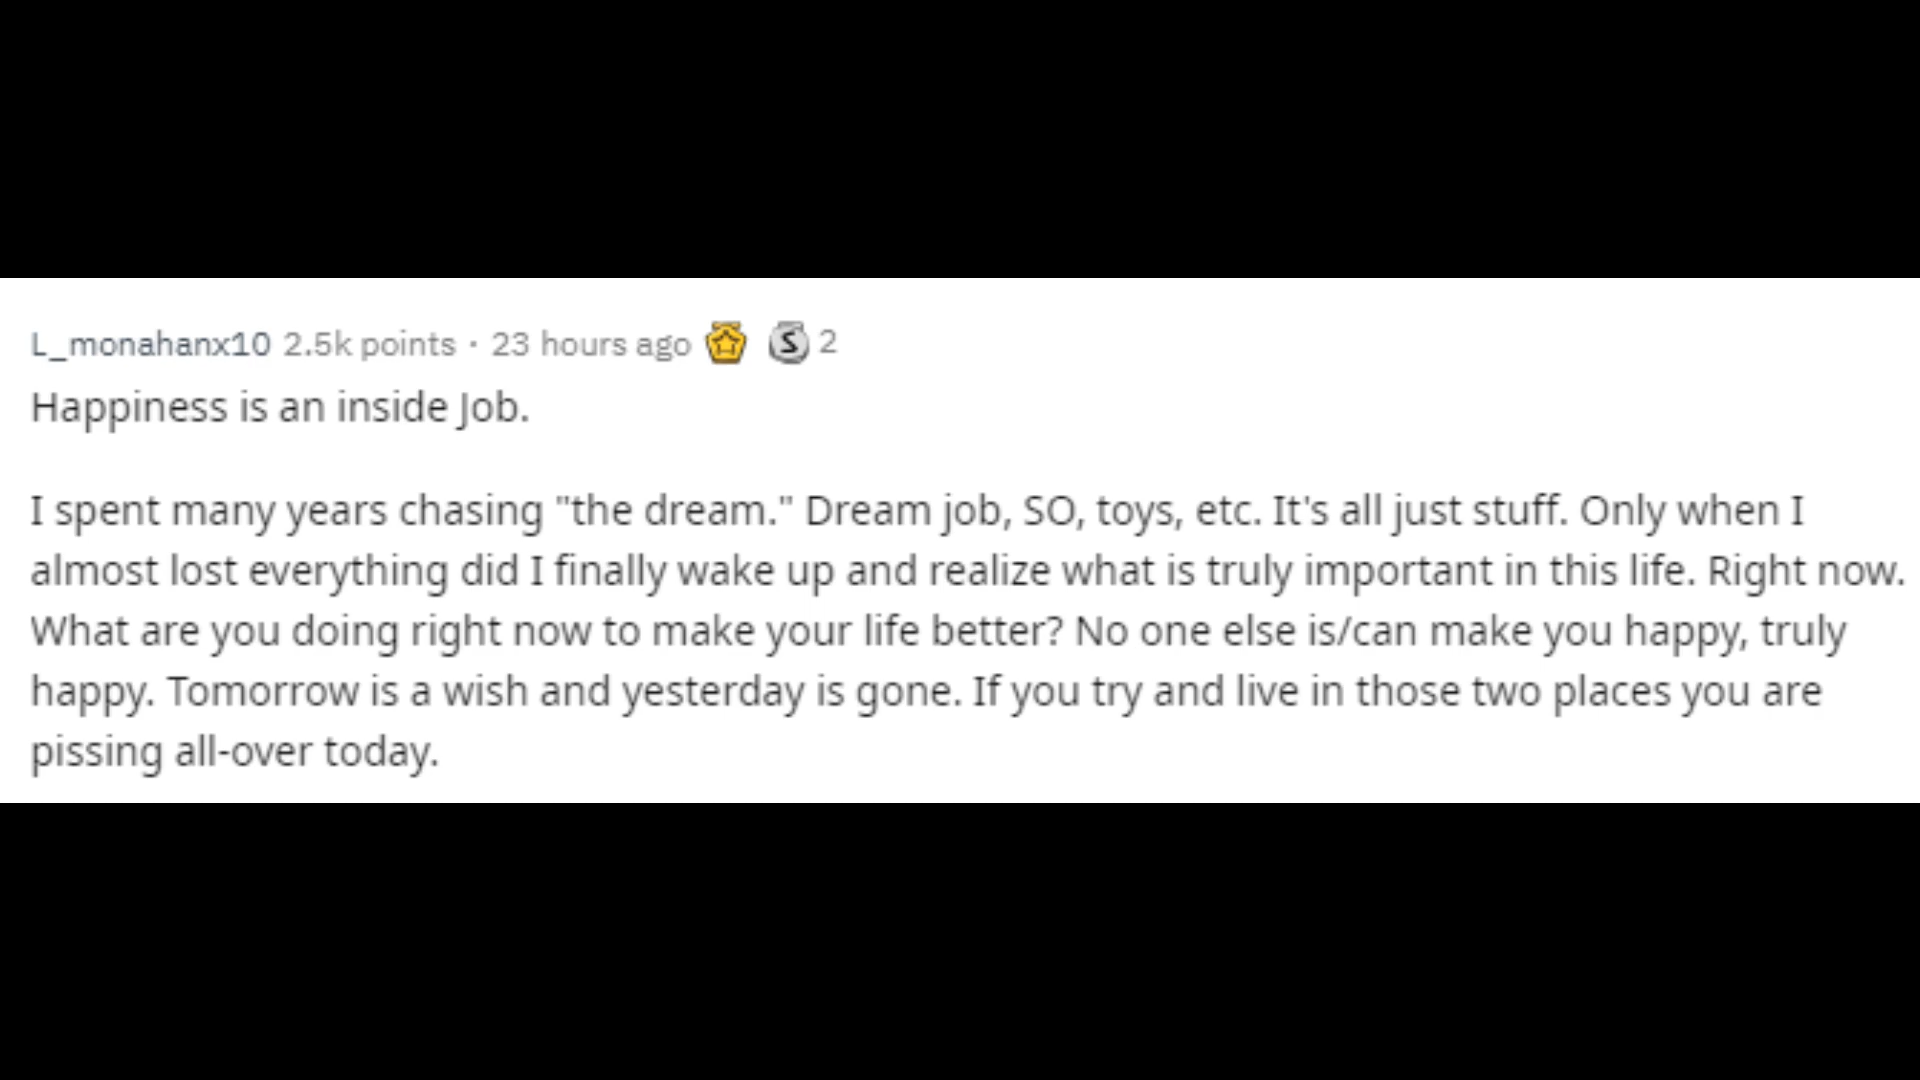 L_monahanx10 2.5k points · 23 hours ago 2
Happiness is an inside Job.
I spent many years chasing "the dream." Dream job, SO, toys, etc. It's all just stuff. Only when I
almost lost everything did I finally wake up and realize what is truly important in this life. Right now.
What are you doing right now to make your life better? No one else is/can make you happy, truly
happy. Tomorrow is a wish and yesterday is gone. If you try and live in those two places you are
pissing all-over today.